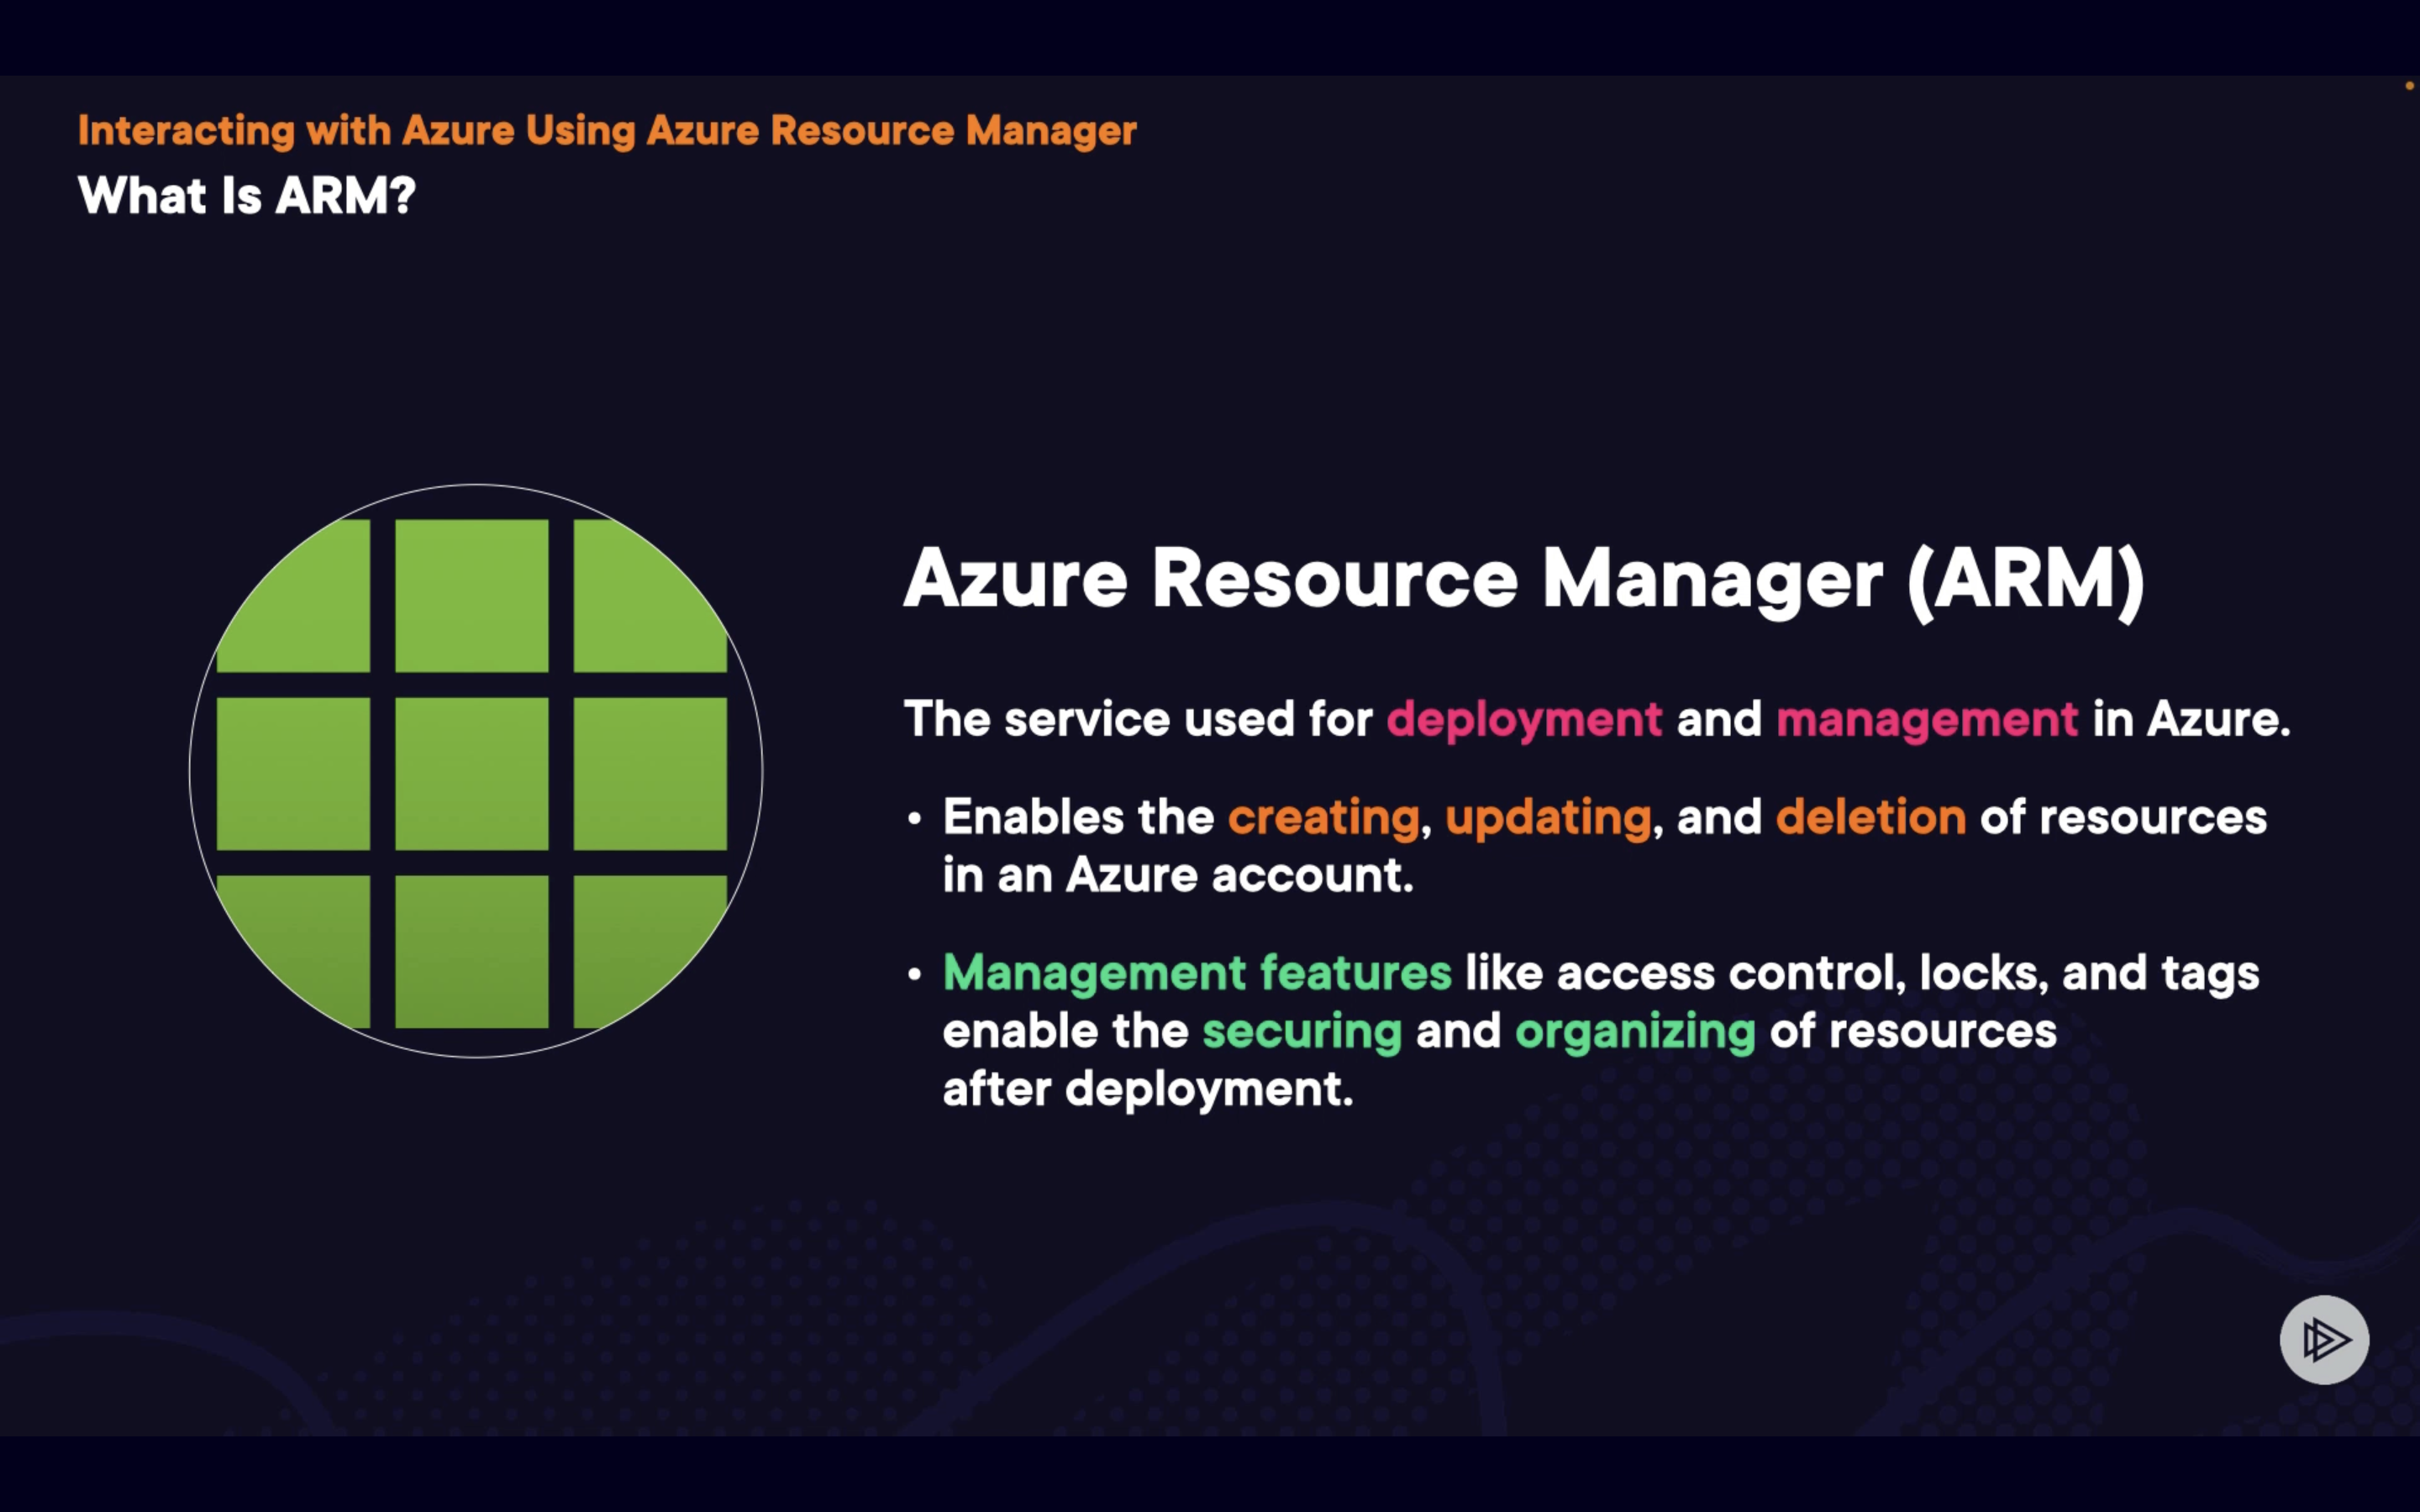 Interacting with Azure Using Azure Resource Manager
What Is ARM?
Azure Resource Manager (ARM)
The service used for deployment and management in Azure.
• Enables the creating, updating, and deletion of resources
in an Azure account.
• Management features like access control, locks, and tags
enable the securing and organizing of resources
after deployment.